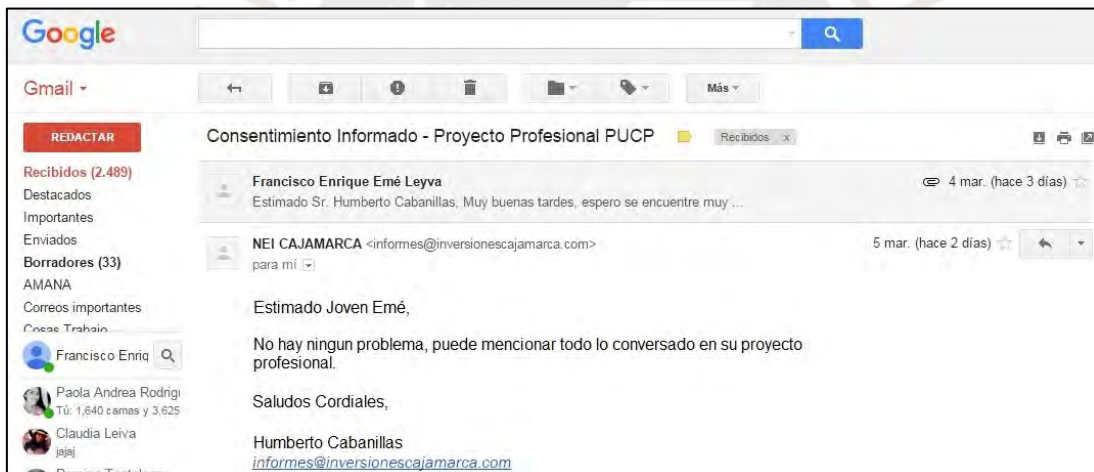 Google
Gmail
Más
REDACTAR
Consentimiento Informado - Proyecto Profesional PUCP
Recibidos x
Recibidos (2.489)
Destacados
Importantes
Enviados
Borradores (33)
AMANA
Correos importantes
Cosas Trabajo
Francisco Enriq
Paola Andrea Rodrigu
Tú: 1,640 camas y 3,625
Claudia Leiva
jajaj
Francisco Enrique Emé Leyva
4 mar. (hace 3 días)
Estimado Sr. Humberto Cabanillas, Muy buenas tardes, espero se encuentre muy ...
NEI CAJAMARCA <informes@inversionescajamarca.com>
5 mar. (hace 2 días)
para mí
Estimado Joven Emé,
No hay ningun problema, puede mencionar todo lo conversado en su proyecto
profesional.
Saludos Cordiales,
Humberto Cabanillas
informes@inversionescajamarca.com